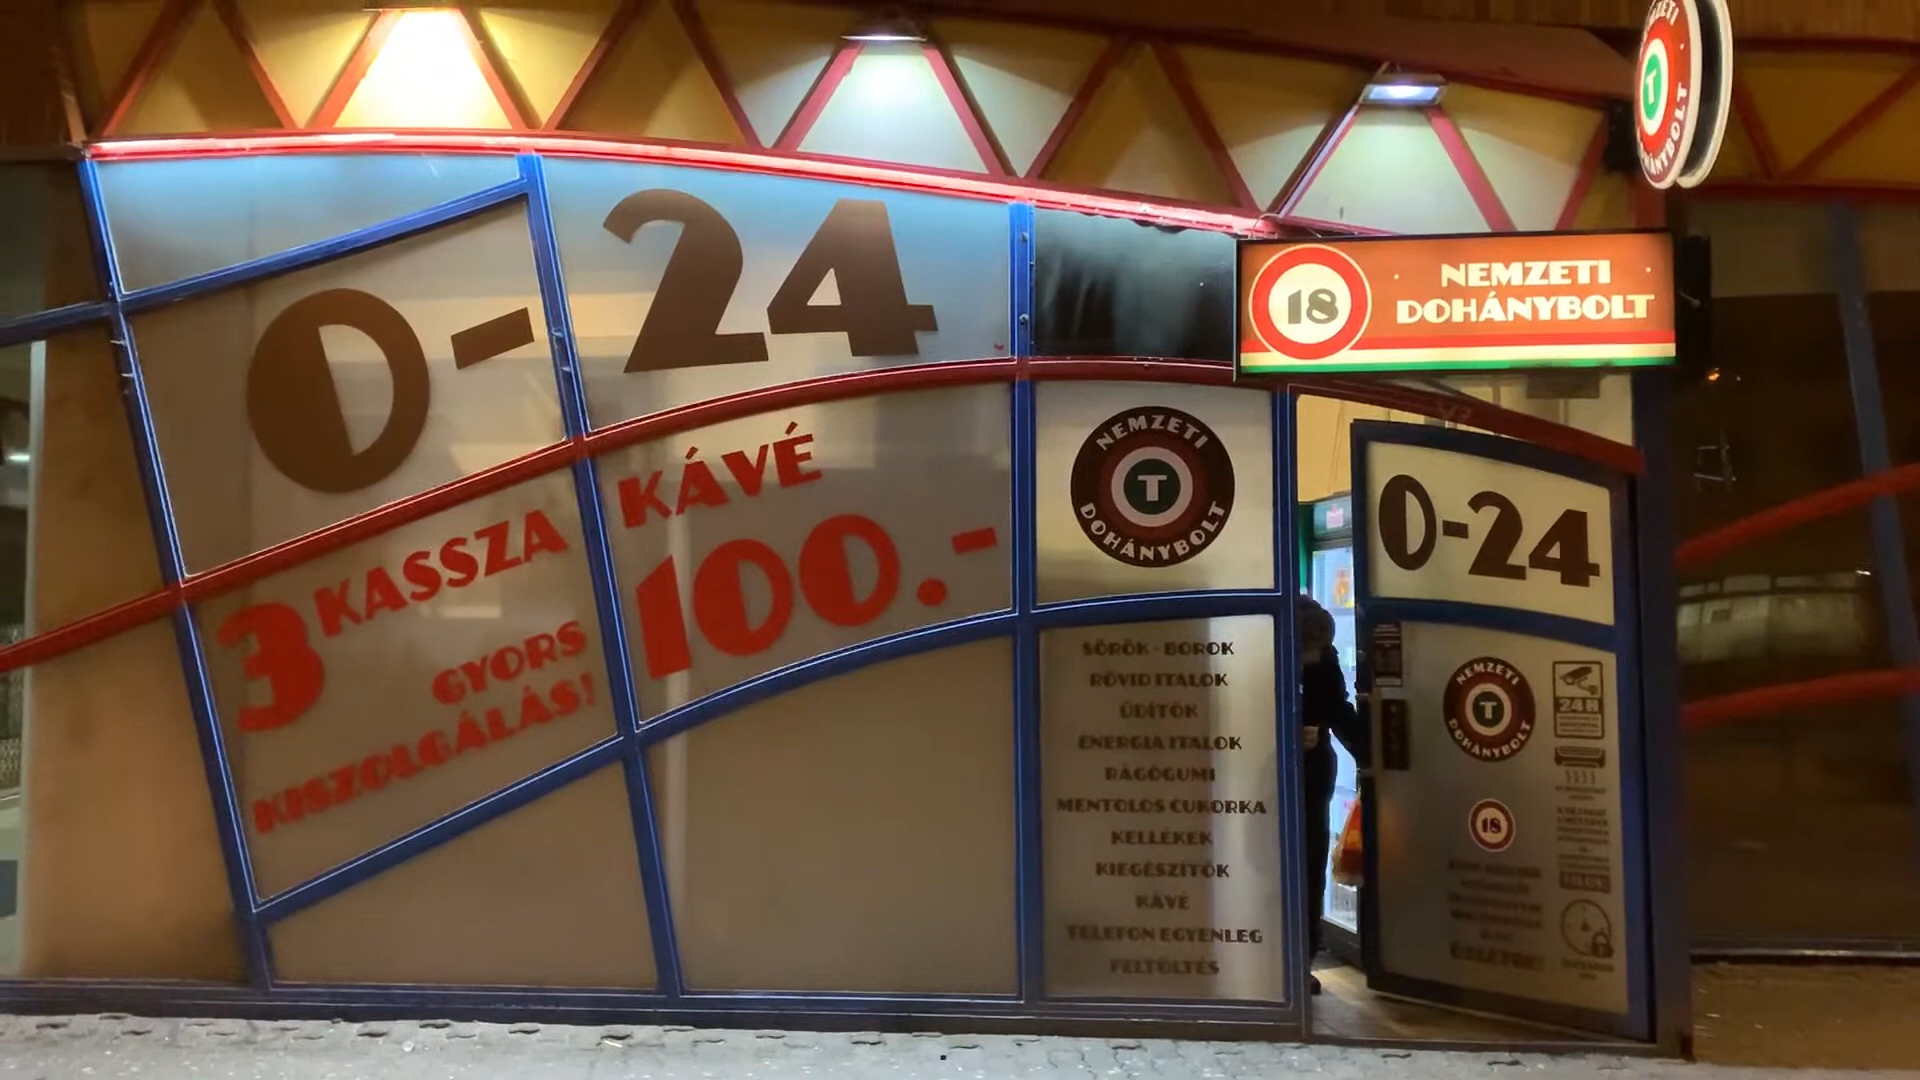 0-24
3 KASSZA
GYORS
KISZOLGÁLÁS!
KÁVÉ
100.-
NEMZETI
T
DOHÁNYBOLT
SÖRÖK - BOROK
RÖVID ITALOK
ÜDÍTŐK
ENERGIA ITALOK
RÁGÓGUMI
MENTOLOS CUKORKA
KELLÉKEK
KIEGÉSZÍTŐK
KÁVÉ
TELEFON EGYENLEG
FELTÖLTÉS
NEMZETI
T
DOHÁNYBOLT
18
NEMZETI
DOHÁNYBOLT
0-24
NEMZETI
T
DOHÁNYBOLT
24H
18